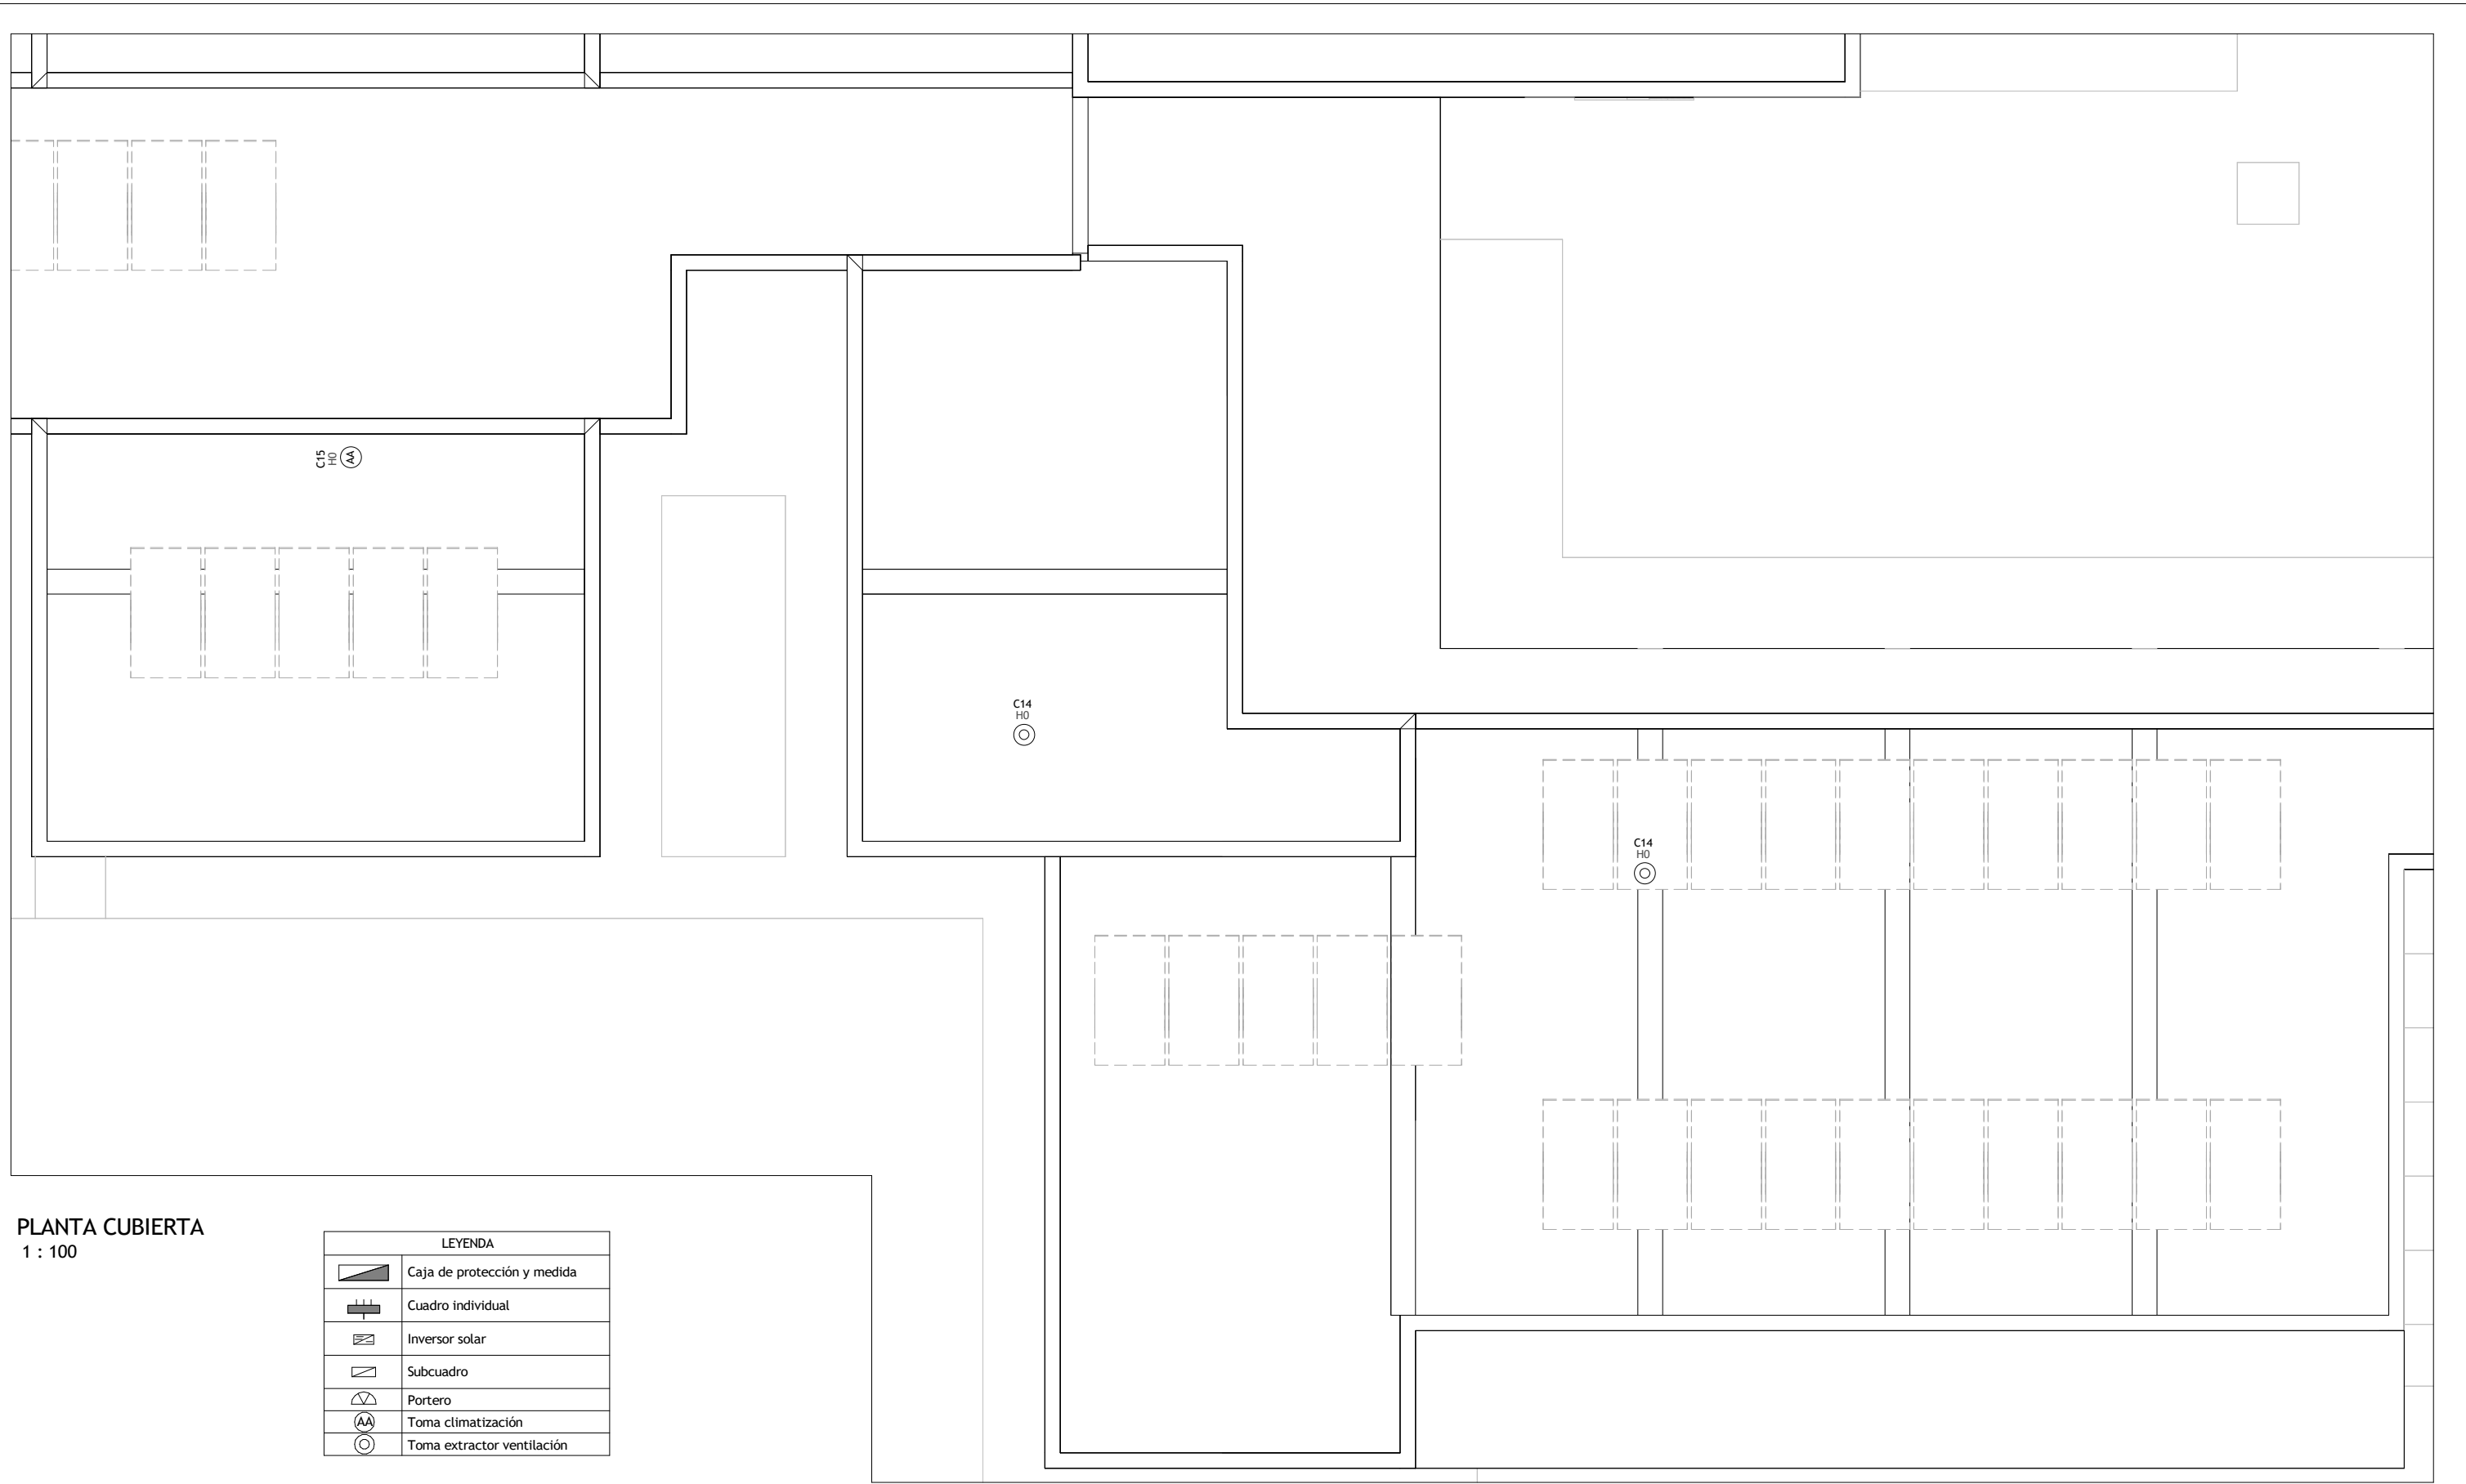 C15
H0
AA
C14
H0
C14
H0
PLANTA CUBIERTA
1 : 100
LEYENDA
Caja de protección y medida
Cuadro individual
Inversor solar
Subcuadro
Portero
AA Toma climatización
Toma extractor ventilación